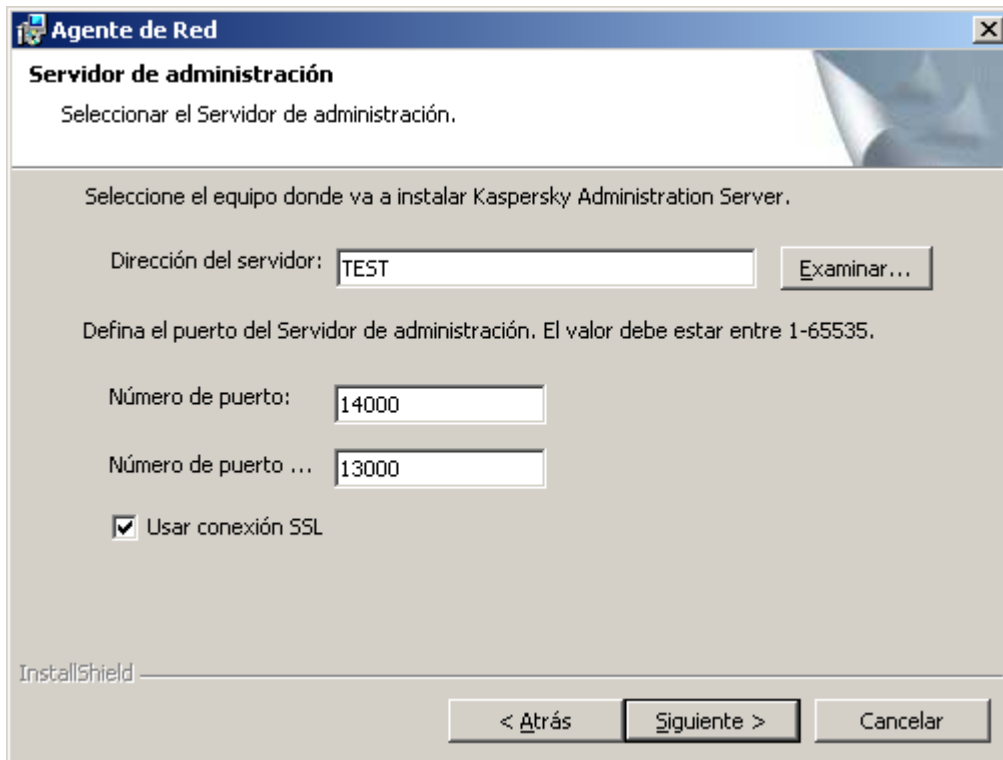 Agente de Red
Servidor de administración
Seleccionar el Servidor de administración.
Seleccione el equipo donde va a instalar Kaspersky Administration Server.
Dirección del servidor: TEST Examinar...
Defina el puerto del Servidor de administración. El valor debe estar entre 1-65535.
Número de puerto: 14000
Número de puerto ... 13000
Usar conexión SSL
InstallShield
< Atrás Siguiente > Cancelar